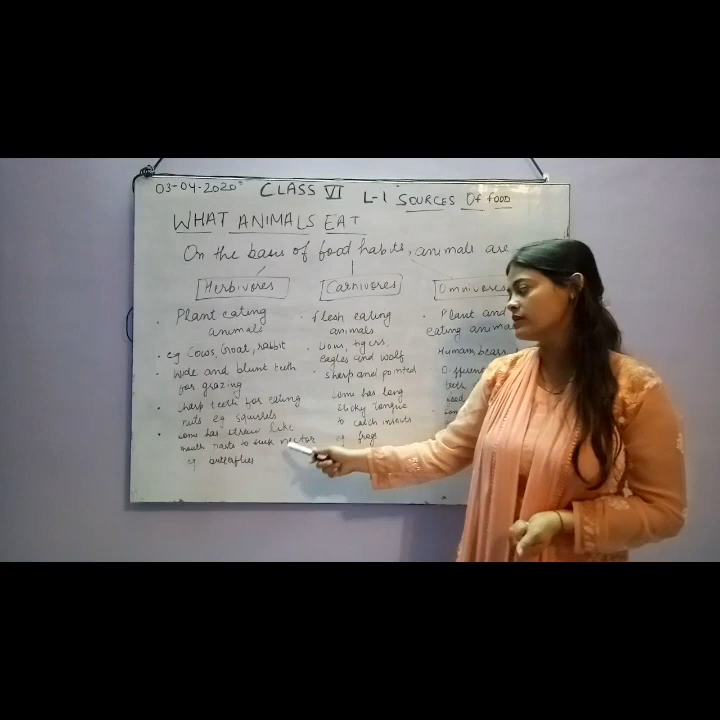 03-04-2020 CLASS VI L-1 SOURCES Of fOOD
WHAT ANIMALS EAT
On the basis of food habits, animals are
Herbivores
Plant eating
animals
eg Cows, Goat, rabbit
Wide and blunt teeth
for grazing
Sharp teeth for eating
nuts eg squirrels
some has straw like
mouth parts to suck nectar
eg butterflies
Carnivores
flesh eating
animals
lions, tigers,
eagles and wolf
sharp and pointed
some has long
sticky tongue
to catch insects
eg frogs
Omnivores
Plant and
eating
Human, bears
teeth